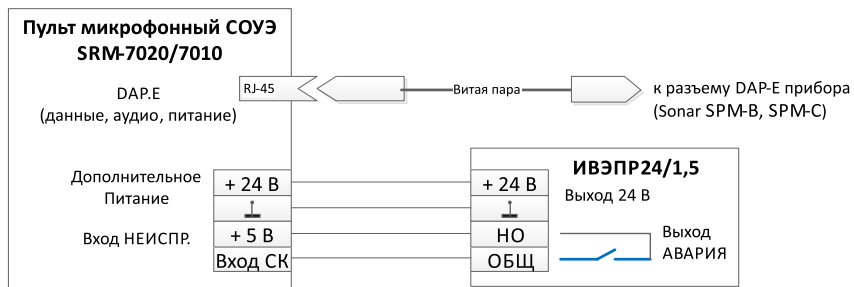 Пульт микрофонный СОУЭ
SRM-7020/7010
DAP.E
(данные, аудио, питание)
RJ-45
Витая пара
к разъему DAP-E прибора
(Sonar SPM-B, SPM-C)
Дополнительное
Питание
+ 24 В
Вход НЕИСПР.
+ 5 В
Вход СК
ИВЭПР24/1,5
+ 24 В
Выход 24 В
НО
ОБЩ
Выход
АВАРИЯ